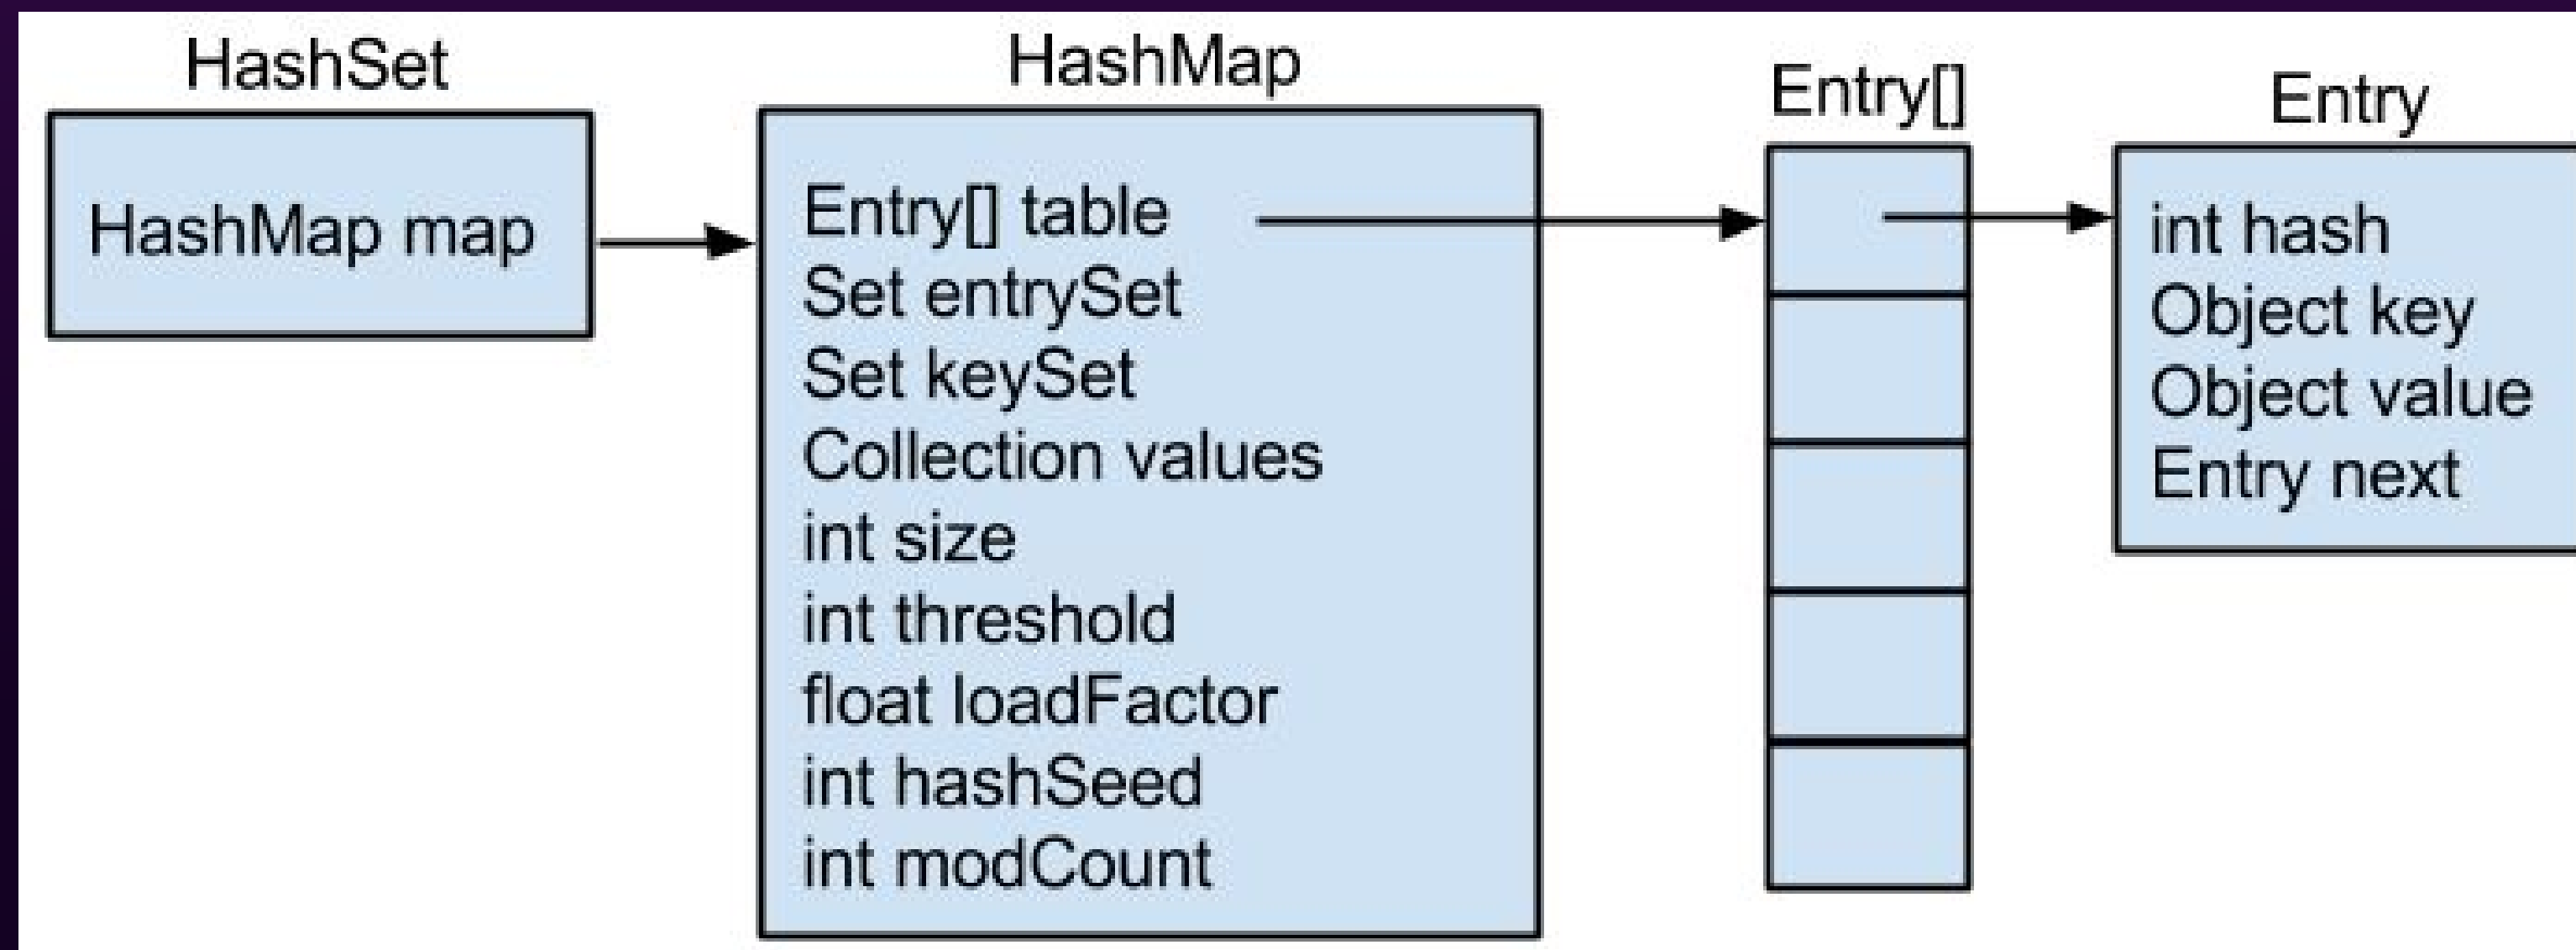 HashSet
HashMap map
HashMap
Entry[] table
Set entrySet
Set keySet
Collection values
int size
int threshold
float loadFactor
int hashSeed
int modCount
Entry[]
Entry
int hash
Object key
Object value
Entry next